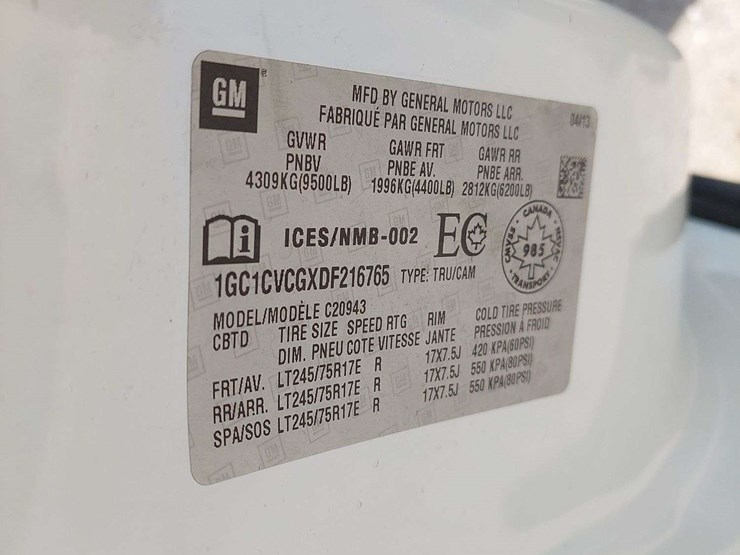 GM
MFD BY GENERAL MOTORS LLC
FABRIQUÉ PAR GENERAL MOTORS LLC
04/13
GVWR GAWR FRT GAWR RR
PNBV PNBE AV. PNBE ARR.
4309KG(9500LB) 1996KG(4400LB) 2812KG(6200LB)
i ICES/NMB-002 EC
CANADA
CMVSS NSVAC
985
TRANSPORT
1GC1CVCGXDF216765 TYPE: TRU/CAM
MODEL/MODÈLE C20943
CBTD TIRE SIZE SPEED RTG RIM COLD TIRE PRESSURE
DIM. PNEU COTE VITESSE JANTE PRESSION À FROID
FRT/AV. LT245/75R17E R 17X7.5J 420 KPA(60PSI)
RR/ARR. LT245/75R17E R 17X7.5J 550 KPA(80PSI)
SPA/SOS LT245/75R17E R 17X7.5J 550 KPA(80PSI)